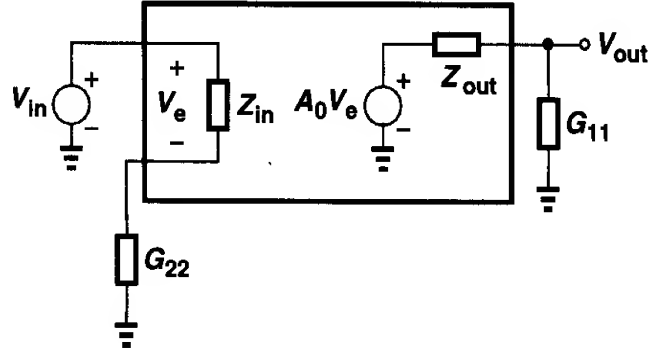 +
V_in
−
+
V_e
−
Z_in
A_0V_e
+
−
Z_out
V_out
G_11
G_22